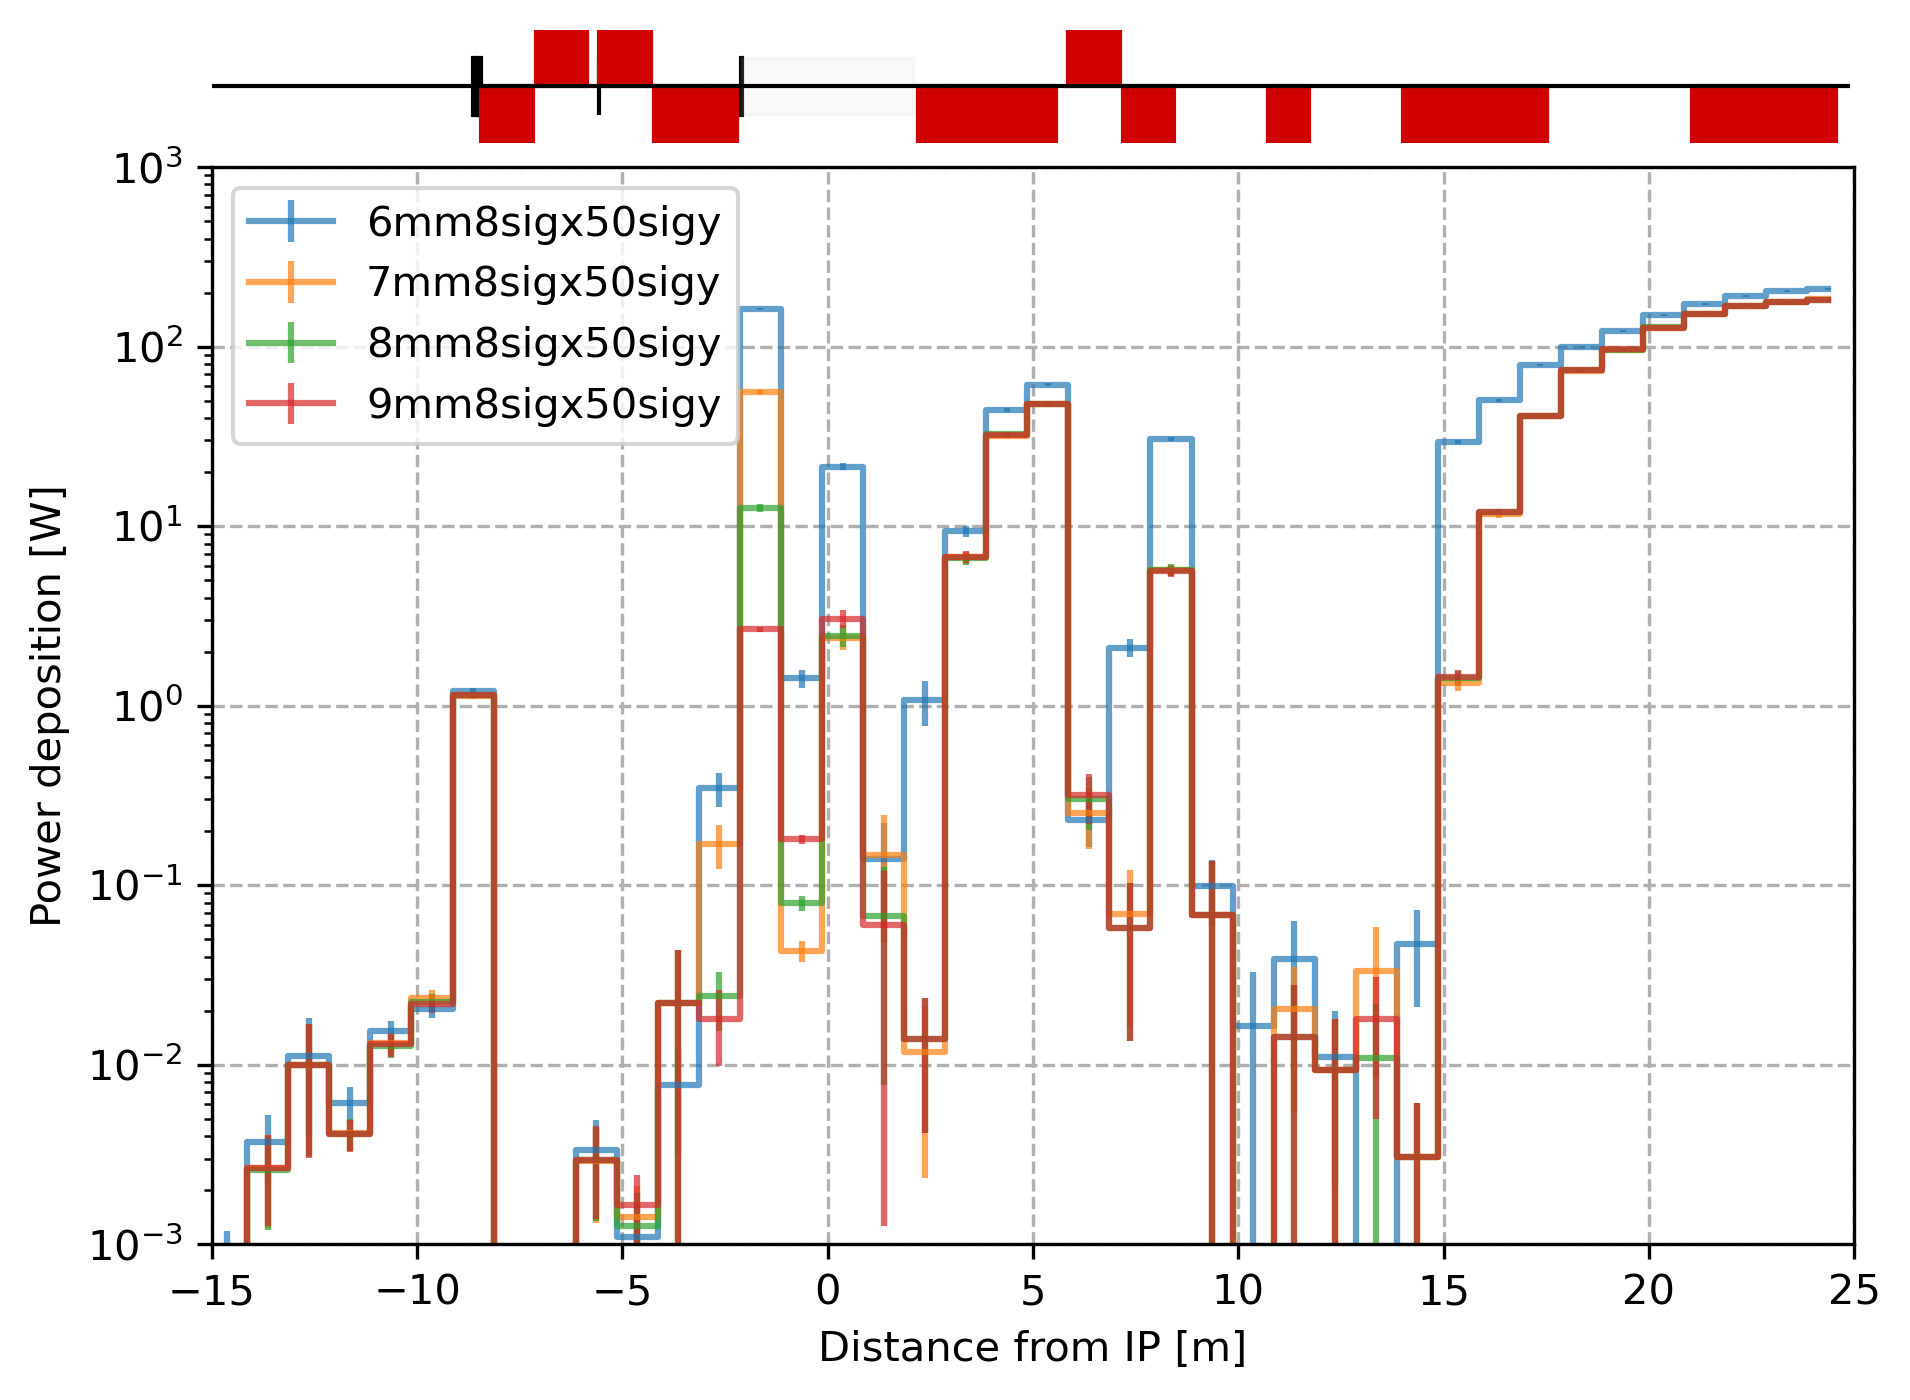 10³
10²
10¹
10⁰
10⁻¹
10⁻²
10⁻³
Power deposition [W]
6mm8sigx50sigy
7mm8sigx50sigy
8mm8sigx50sigy
9mm8sigx50sigy
−15 −10 −5 0 5 10 15 20 25
Distance from IP [m]